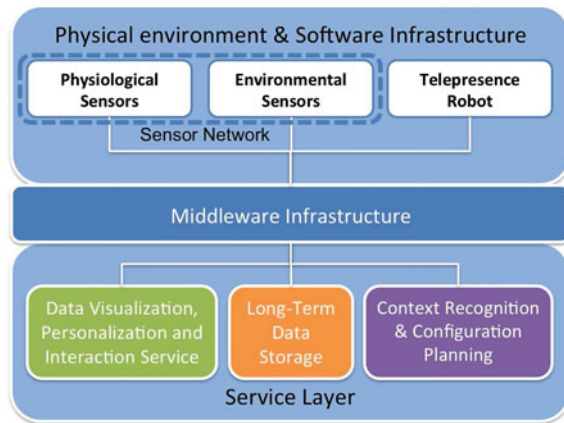 Physical environment & Software Infrastructure
Physiological
Sensors
Environmental
Sensors
Telepresence
Robot
Sensor Network
Middleware Infrastructure
Data Visualization,
Personalization and
Interaction Service
Long-Term
Data
Storage
Context Recognition
& Configuration
Planning
Service Layer